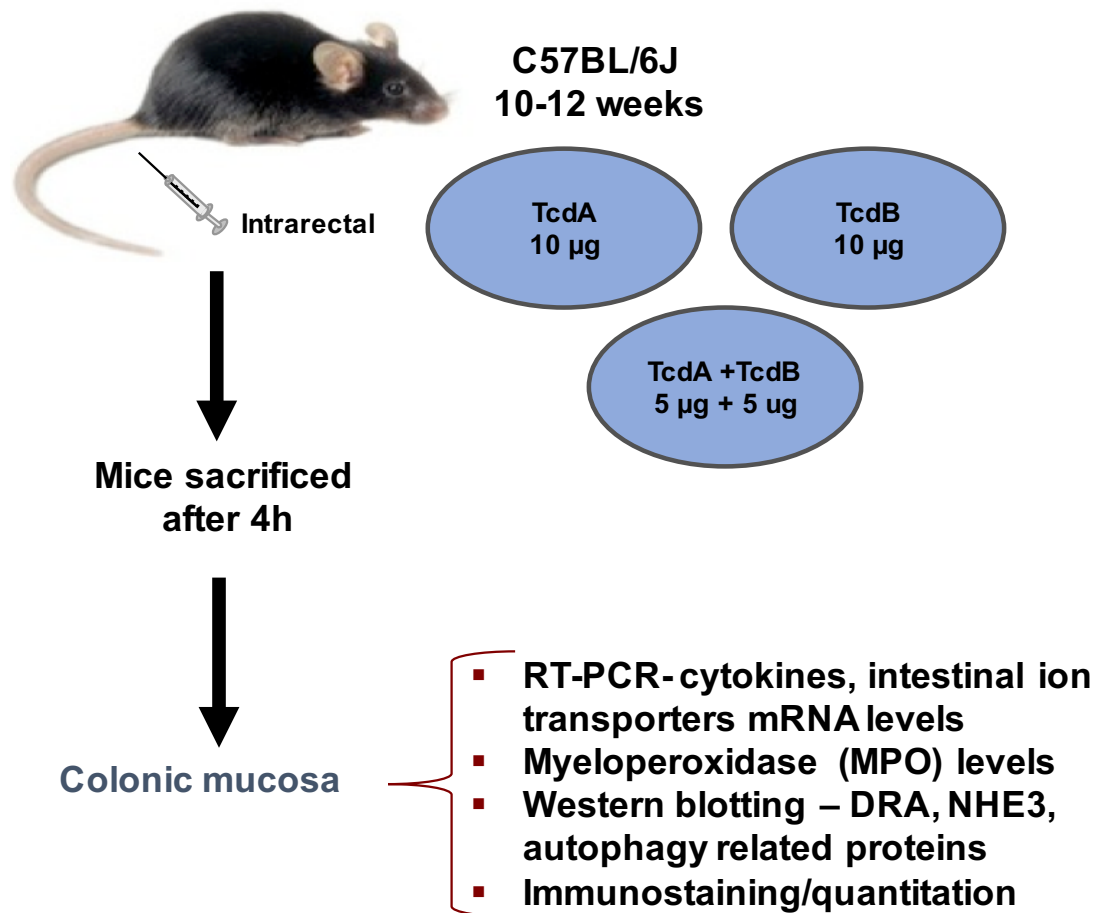 C57BL/6J
10-12 weeks
Intrarectal
TcdA
10 µg
TcdB
10 µg
TcdA +TcdB
5 µg + 5 ug
Mice sacrificed
after 4h
Colonic mucosa
▪ RT-PCR- cytokines, intestinal ion
transporters mRNA levels
▪ Myeloperoxidase (MPO) levels
▪ Western blotting – DRA, NHE3,
autophagy related proteins
▪ Immunostaining/quantitation